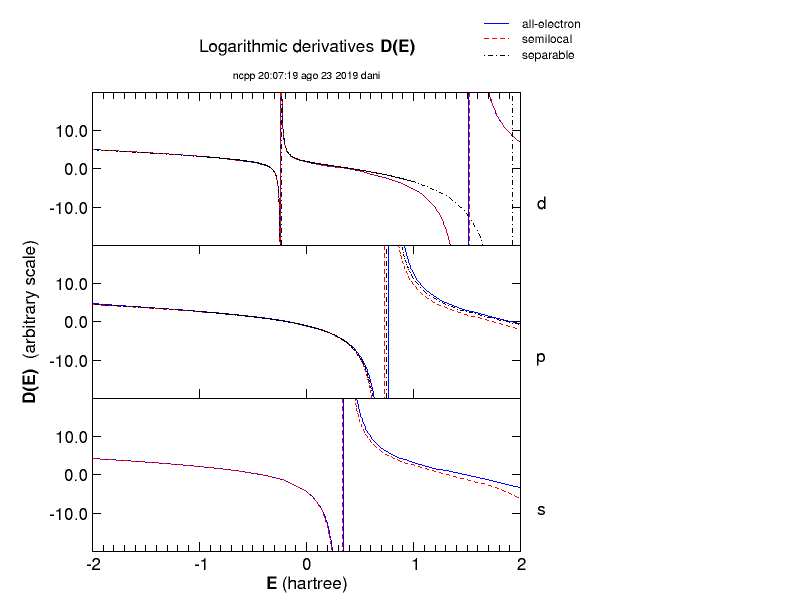 all-electron
semilocal
separable
Logarithmic derivatives D(E)
ncpp 20:07:19 ago 23 2019 dani
10.0
0.0
-10.0
d
10.0
0.0
-10.0
p
10.0
0.0
-10.0
s
D(E) (arbitrary scale)
-2 -1 0 1 2
E (hartree)